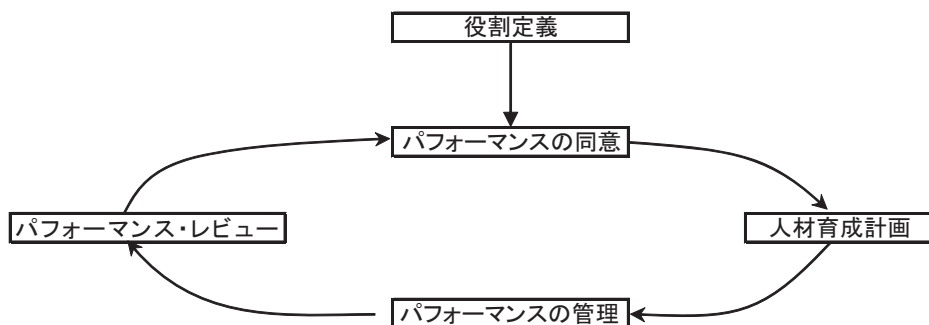 役割定義
パフォーマンスの同意
パフォーマンス・レビュー
人材育成計画
パフォーマンスの管理